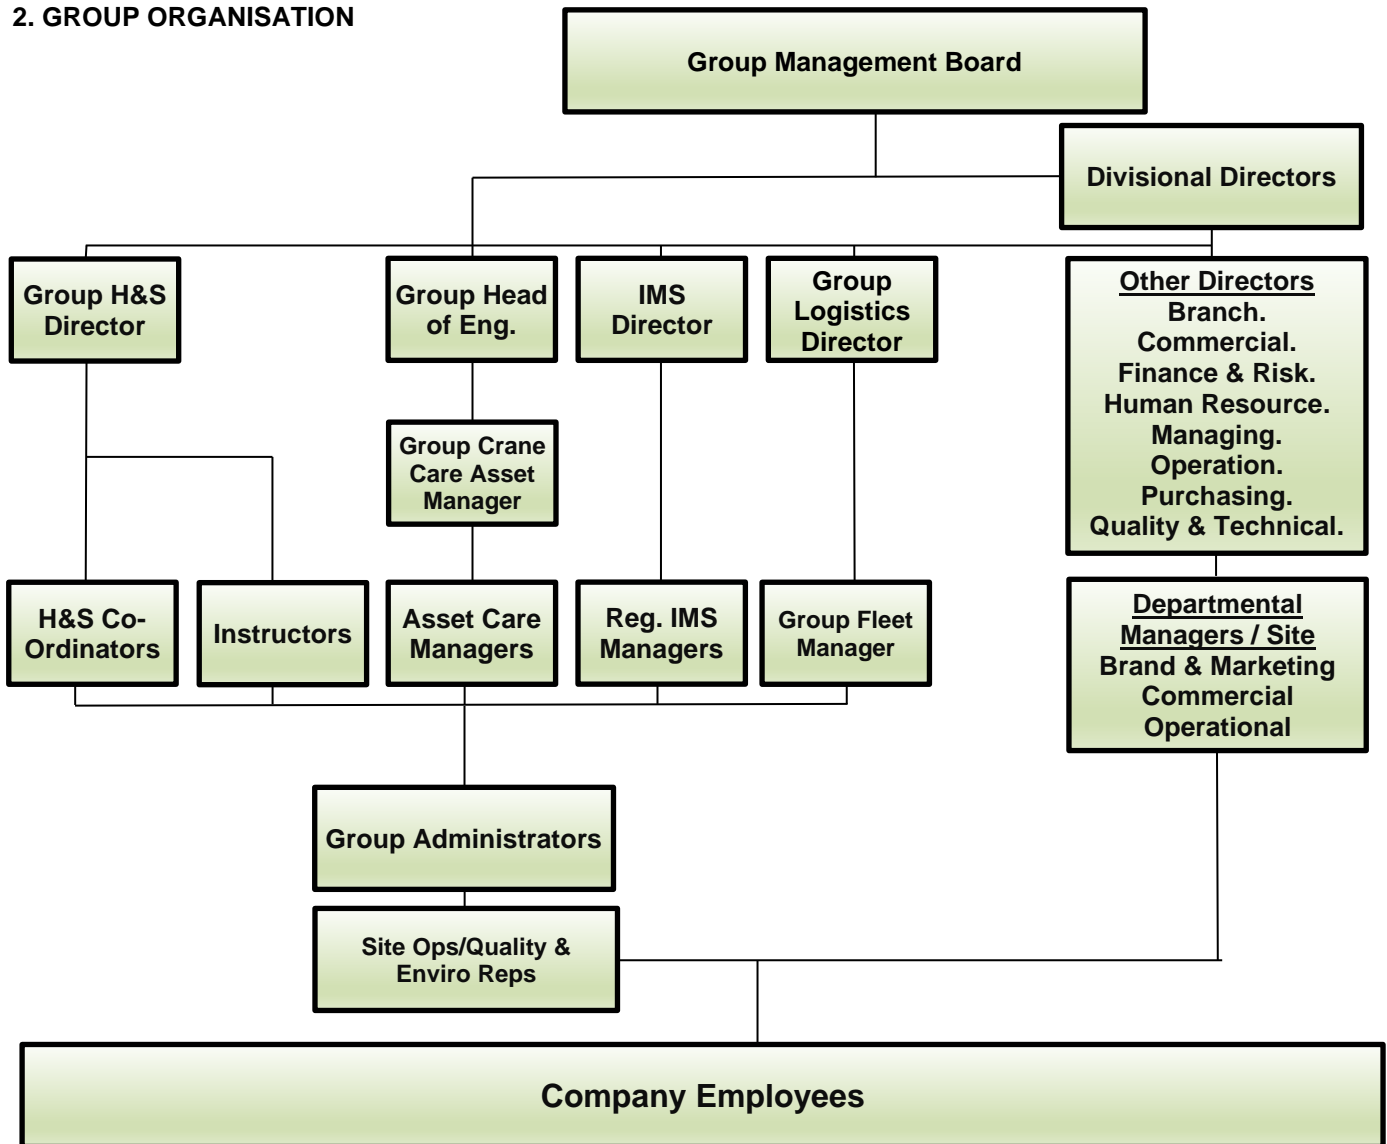 2. GROUP ORGANISATION
Group Management Board
Divisional Directors
Group H&S
Director
Group Head
of Eng.
IMS
Director
Group
Logistics
Director
Other Directors
Branch.
Commercial.
Finance & Risk.
Human Resource.
Managing.
Operation.
Purchasing.
Quality & Technical.
Group Crane
Care Asset
Manager
H&S Co-
Ordinators
Instructors
Asset Care
Managers
Reg. IMS
Managers
Group Fleet
Manager
Departmental
Managers / Site
Brand & Marketing
Commercial
Operational
Group Administrators
Site Ops/Quality &
Enviro Reps
Company Employees